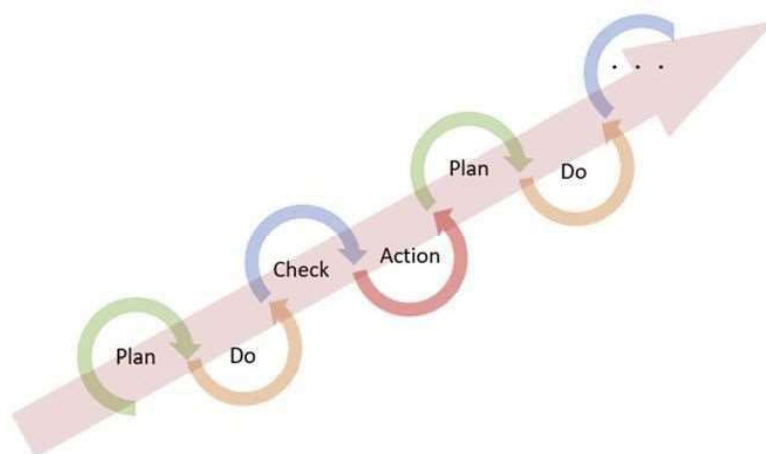 Plan
Do
Check
Action
Plan
Do
. . .